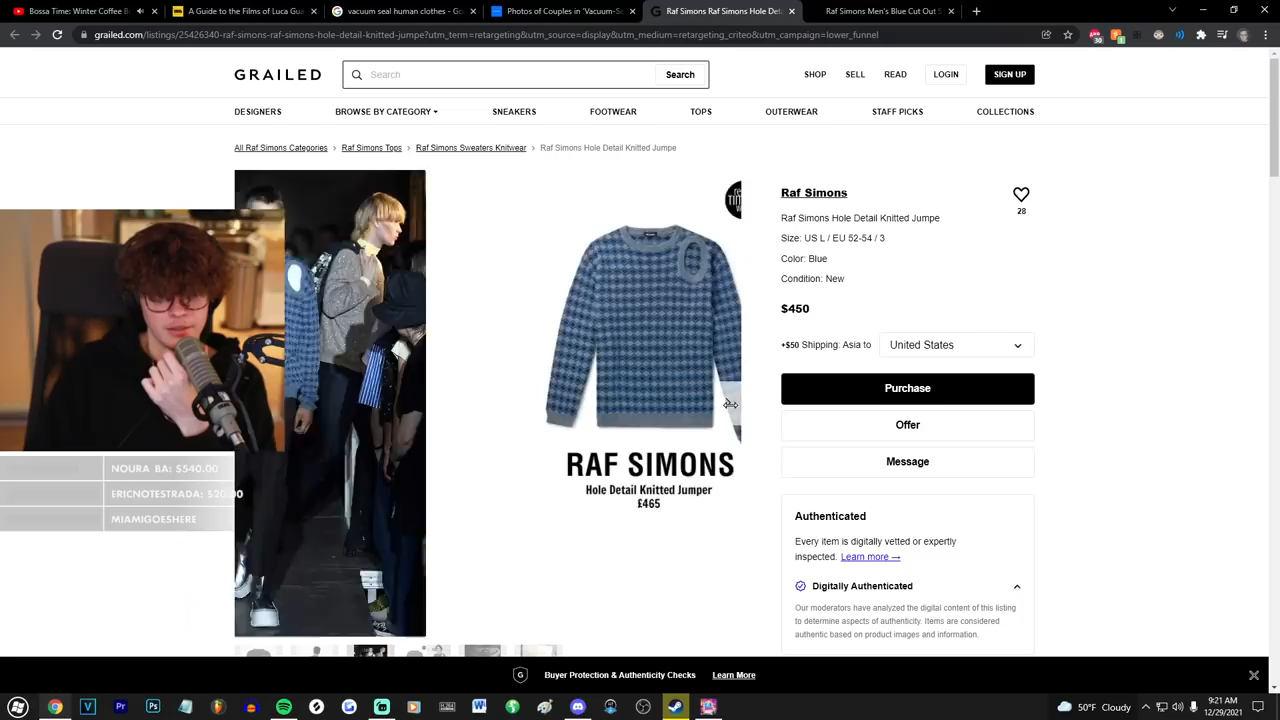 Bossa Time: Winter Coffee B
A Guide to the Films of Luca Gu
vacuum seal human clothes - Go
Photos of Couples in 'Vacuum-S
Raf Simons Raf Simons Hole Det
Raf Simons Men's Blue Cut Out S
grailed.com/listings/25426340-raf-simons-raf-simons-hole-detail-knitted-jumpe?utm_term=retargeting&utm_source=display&utm_medium=retargeting_criteo&utm_campaign=lower_funnel
GRAILED
Search
Search
SHOP
SELL
READ
LOGIN
SIGN UP
DESIGNERS
BROWSE BY CATEGORY
SNEAKERS
FOOTWEAR
TOPS
OUTERWEAR
STAFF PICKS
COLLECTIONS
All Raf Simons Categories > Raf Simons Tops > Raf Simons Sweaters Knitwear > Raf Simons Hole Detail Knitted Jumpe
RAF SIMONS
Hole Detail Knitted Jumper
£465
Raf Simons
28
Raf Simons Hole Detail Knitted Jumpe
Size: US L / EU 52-54 / 3
Color: Blue
Condition: New
$450
+$50 Shipping: Asia to
United States
Purchase
Offer
Message
Authenticated
Every item is digitally vetted or expertly
inspected. Learn more →
Digitally Authenticated
Our moderators have analyzed the digital content of this listing
to determine aspects of authenticity. Items are considered
authentic based on product images and information.
NOURA BA: $540.00
MIAMIGOESHERE
Buyer Protection & Authenticity Checks
Learn More
50°F Cloudy
9:21 AM
12/29/2021